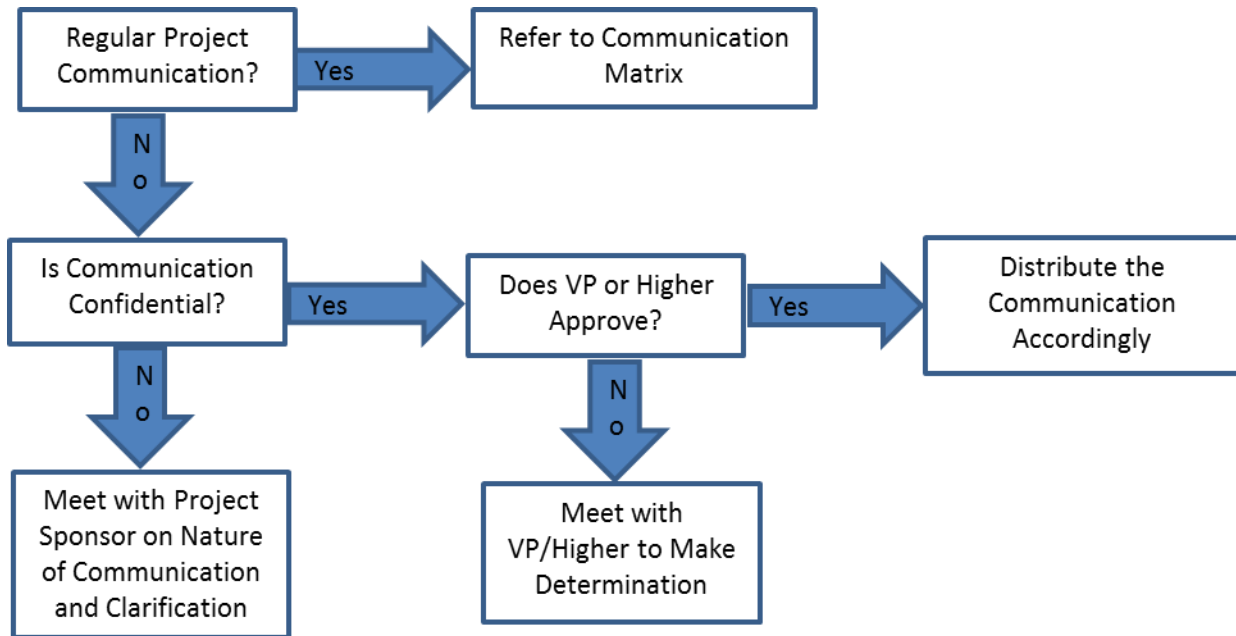 Regular Project
Communication?
Yes
Refer to Communication
Matrix
N
o
Is Communication
Confidential?
Yes
Does VP or Higher
Approve?
Yes
Distribute the
Communication
Accordingly
N
o
N
o
Meet with Project
Sponsor on Nature
of Communication
and Clarification
Meet with
VP/Higher to Make
Determination